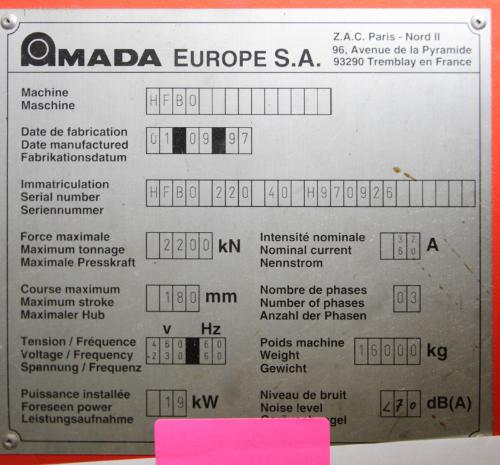 AMADA EUROPE S.A.
Z.A.C. Paris - Nord II
96, Avenue de la Pyramide
93290 Tremblay en France
Machine
Maschine
HFBO
Date de fabrication
Date manufactured
Fabrikationsdatum
01 09 97
Immatriculation
Serial number
Seriennummer
HFBO 220 40 H970926
Force maximale
Maximum tonnage
Maximale Presskraft
2200 kN
Intensité nominale
Nominal current
Nennstrom
37
60
A
Course maximum
Maximum stroke
Maximaler Hub
180 mm
Nombre de phases
Number of phases
Anzahl der Phasen
03
V Hz
Tension / Fréquence
Voltage / Frequency
Spannung / Frequenz
460 60
-230 60
Poids machine
Weight
Gewicht
16000 kg
Puissance installée
Foreseen power
Leistungsaufnahme
19 kW
Niveau de bruit
Noise level
<70 dB(A)